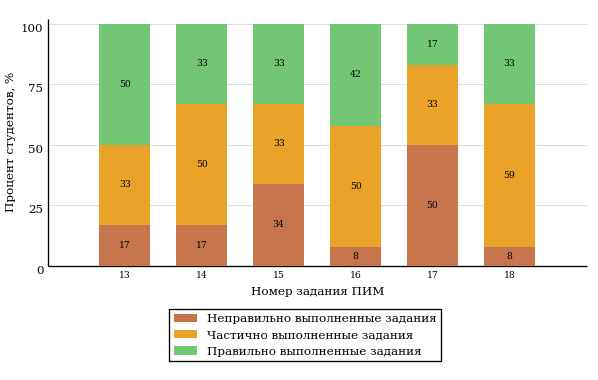 100
75
50
25
0
Процент студентов, %
50 33 33 42 17 33
33 50 33 50 33 59
17 17 34 8 50 8
13 14 15 16 17 18
Номер задания ПИМ
Неправильно выполненные задания
Частично выполненные задания
Правильно выполненные задания